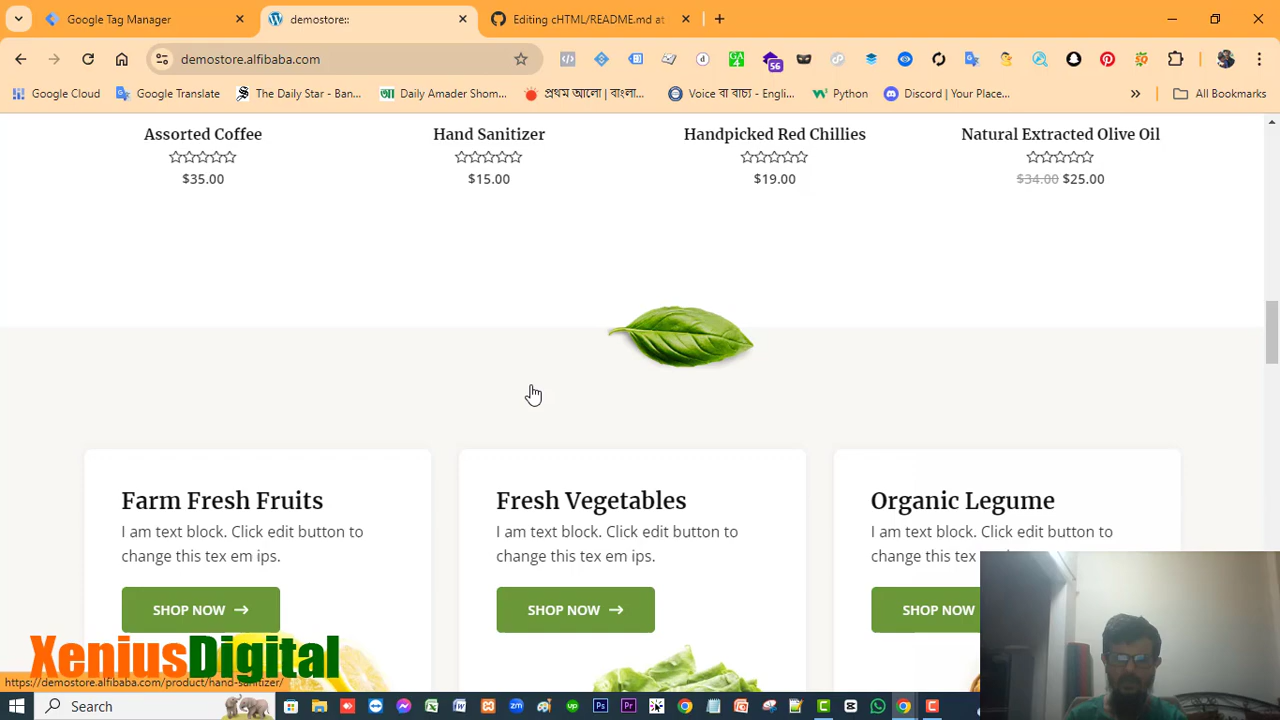 Google Tag Manager
demostore::
Editing cHTML/README.md at
demostore.alfibaba.com
56
Google Cloud
Google Translate
The Daily Star - Ban...
Daily Amader Shom...
প্রথম আলো | বাংলা...
Voice বা বাচ্য - Engli...
Python
Discord | Your Place...
All Bookmarks
Assorted Coffee
Hand Sanitizer
Handpicked Red Chillies
Natural Extracted Olive Oil
$35.00
$15.00
$19.00
$34.00 $25.00
Farm Fresh Fruits
I am text block. Click edit button to
change this tex em ips.
SHOP NOW →
Fresh Vegetables
I am text block. Click edit button to
change this tex em ips.
SHOP NOW →
Organic Legume
I am text block. Click edit button to
change this tex
SHOP NOW
XeniusDigital
https://demostore.alfibaba.com/product/hand-sanitizer/
Search